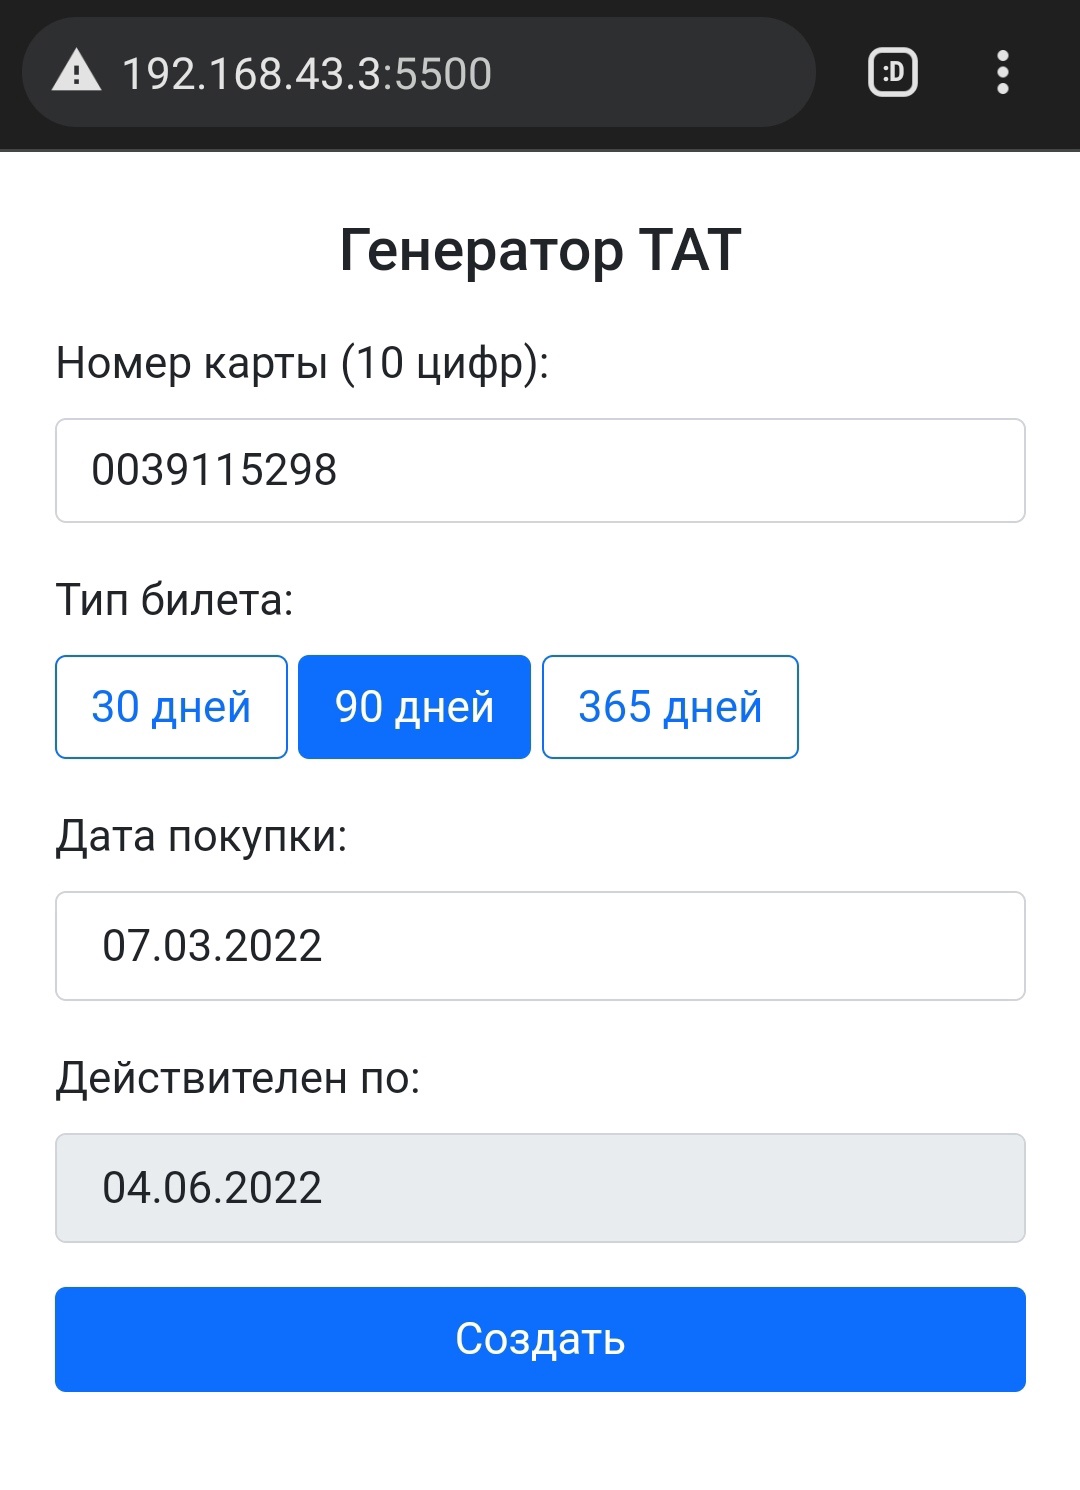 192.168.43.3:5500
:D
Генератор ТАТ
Номер карты (10 цифр):
0039115298
Тип билета:
30 дней 90 дней 365 дней
Дата покупки:
07.03.2022
Действителен по:
04.06.2022
Создать